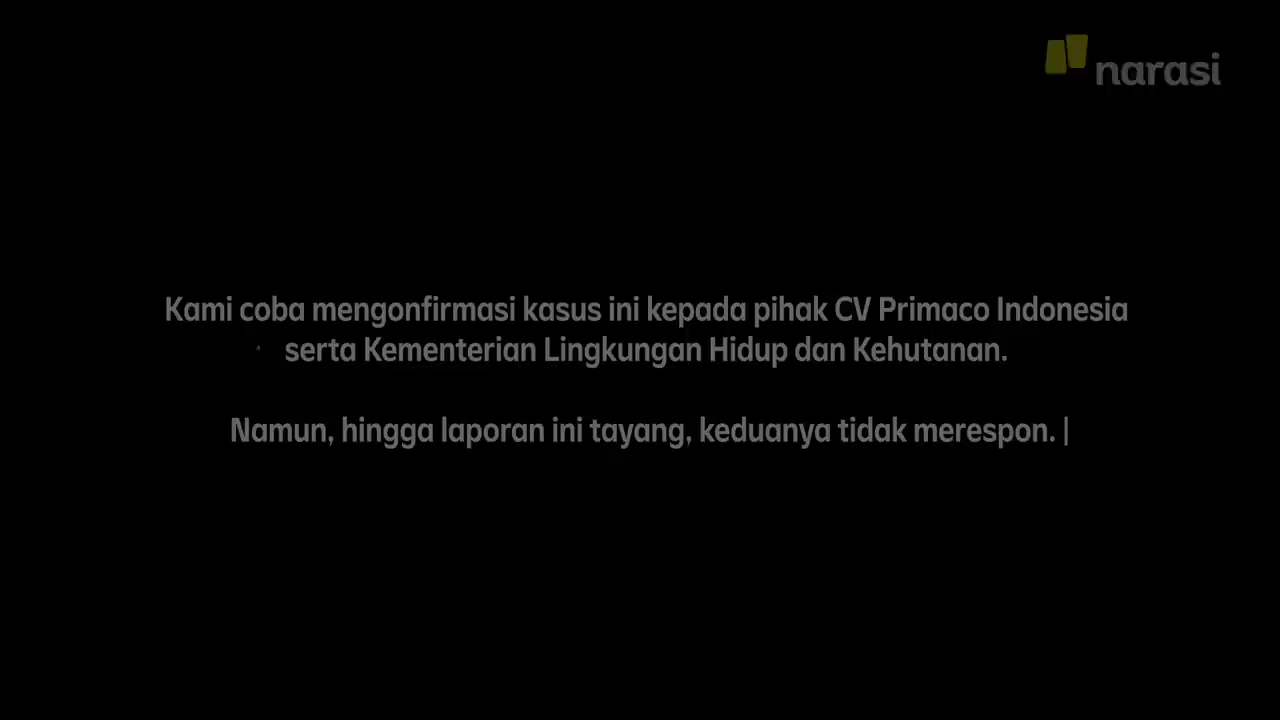 narasi
Kami coba mengonfirmasi kasus ini kepada pihak CV Primaco Indonesia
serta Kementerian Lingkungan Hidup dan Kehutanan.
Namun, hingga laporan ini tayang, keduanya tidak merespon. |